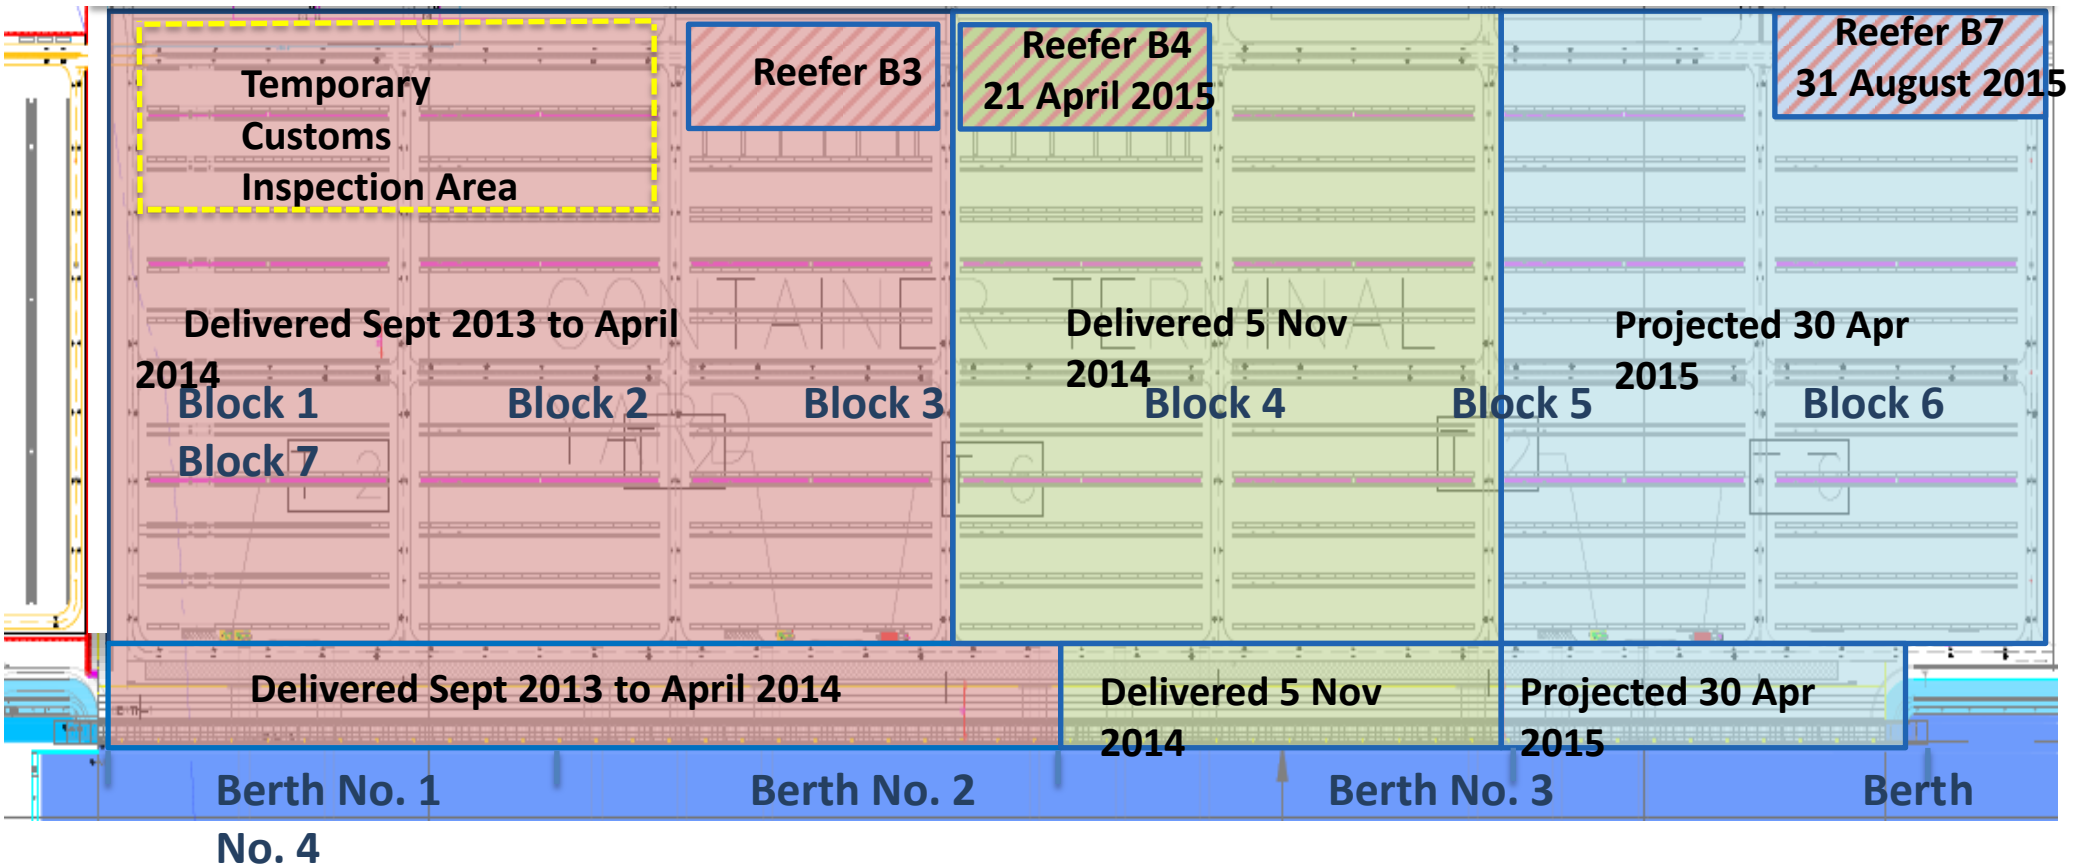 Temporary
Customs
Inspection Area
Reefer B3
Reefer B4
21 April 2015
Reefer B7
31 August 2015
CONTAINER TERMINAL
YARD
Delivered Sept 2013 to April
2014
Delivered 5 Nov
2014
Projected 30 Apr
2015
Block 1 Block 2 Block 3 Block 4 Block 5 Block 6
Block 7
Delivered Sept 2013 to April 2014
Delivered 5 Nov
2014
Projected 30 Apr
2015
Berth No. 1 Berth No. 2 Berth No. 3 Berth
No. 4